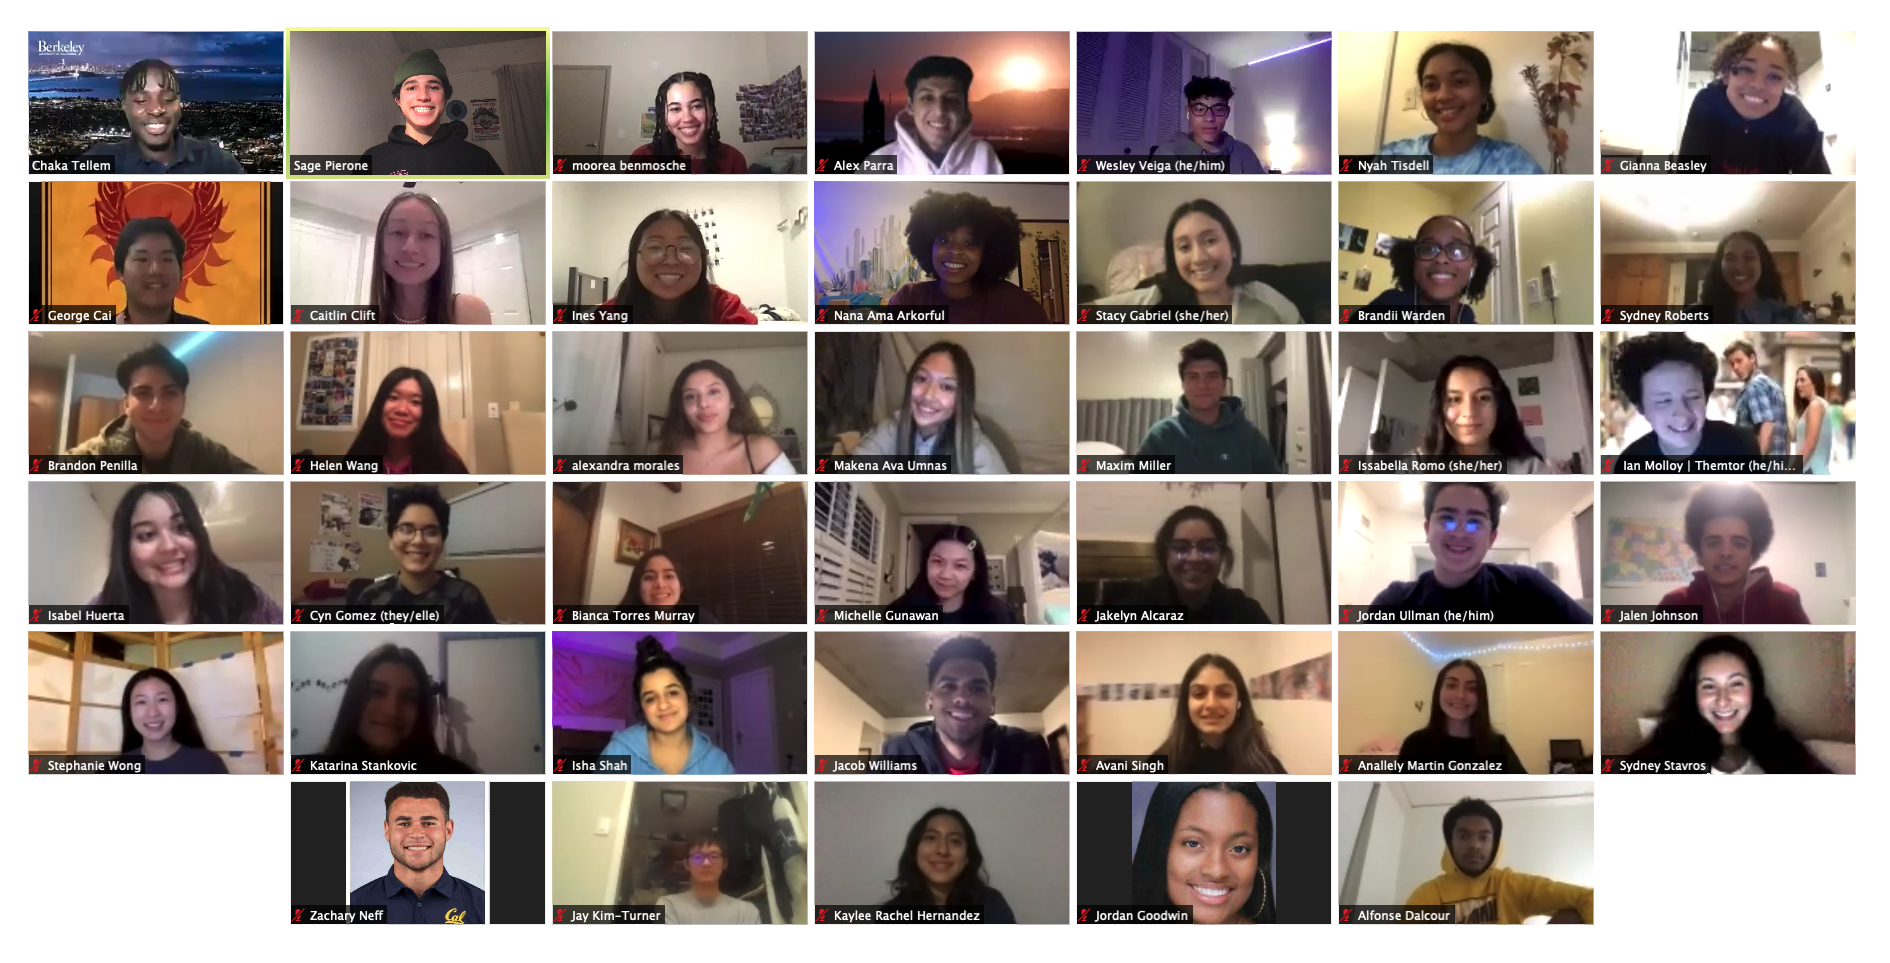 Berkeley
UNIVERSITY OF CALIFORNIA
Chaka Tellem
Sage Pierone
moorea benmosche
Alex Parra
Wesley Veiga (he/him)
Nyah Tisdell
Gianna Beasley
George Cai
Caitlin Clift
Ines Yang
Nana Ama Arkorful
Stacy Gabriel (she/her)
Brandii Warden
Sydney Roberts
Brandon Penilla
Helen Wang
alexandra morales
Makena Ava Umnas
Maxim Miller
Issabella Romo (she/her)
Ian Molloy | Themtor (he/hi...
Isabel Huerta
Cyn Gomez (they/elle)
Bianca Torres Murray
Michelle Gunawan
Jakelyn Alcaraz
Jordan Ullman (he/him)
Jalen Johnson
Stephanie Wong
Katarina Stankovic
Isha Shah
Jacob Williams
Avani Singh
Anallely Martin Gonzalez
Sydney Stavros
Cal
Zachary Neff
Jay Kim-Turner
Kaylee Rachel Hernandez
Jordan Goodwin
Alfonse Dalcour